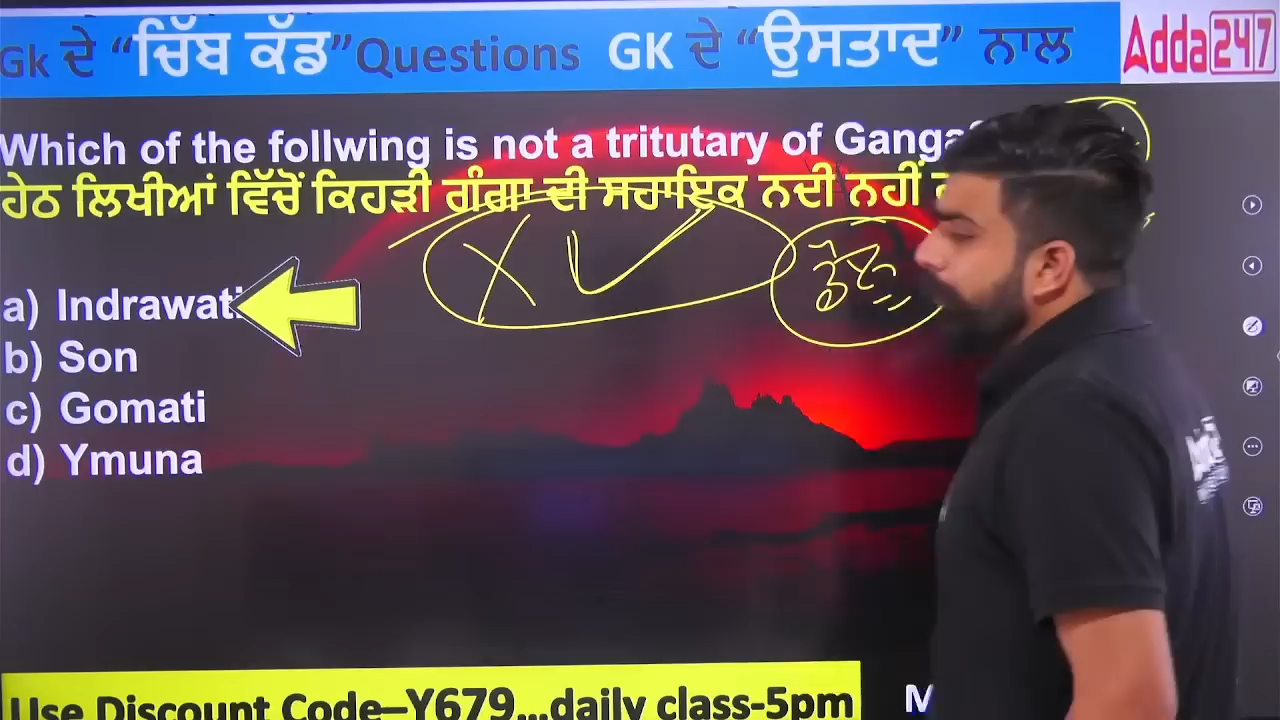 Gk ਦੇ “ਚਿੱਬ ਕੱਡ”Questions GK ਦੇ “ਉਸਤਾਦ” ਨਾਲ
Adda247
Which of the follwing is not a tritutary of Ganga?
ਹੇਠ ਲਿਖੀਆਂ ਵਿੱਚੋਂ ਕਿਹੜੀ ਗੰਗਾ ਦੀ ਸਹਾਇਕ ਨਦੀ ਨਹੀਂ
a) Indrawati
b) Son
c) Gomati
d) Ymuna
Use Discount Code–Y679...daily class-5pm